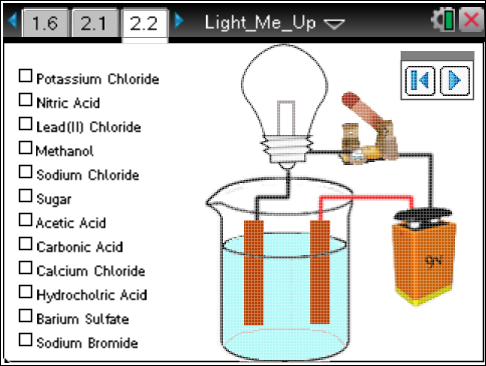 1.6 2.1 2.2 Light_Me_Up
Potassium Chloride
Nitric Acid
Lead(II) Chloride
Methanol
Sodium Chloride
Sugar
Acetic Acid
Carbonic Acid
Calcium Chloride
Hydrocholric Acid
Barium Sulfate
Sodium Bromide
9v